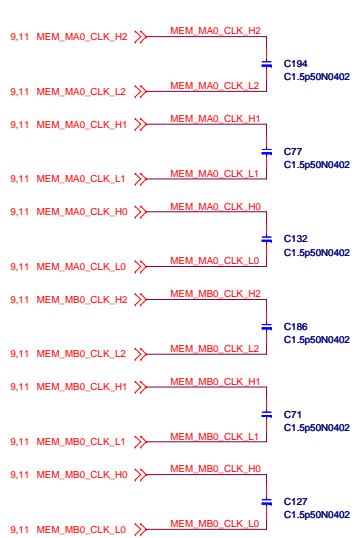 9,11 MEM_MA0_CLK_H2 MEM_MA0_CLK_H2
C194
C1.5p50N0402
9,11 MEM_MA0_CLK_L2 MEM_MA0_CLK_L2
9,11 MEM_MA0_CLK_H1 MEM_MA0_CLK_H1
C77
C1.5p50N0402
9,11 MEM_MA0_CLK_L1 MEM_MA0_CLK_L1
9,11 MEM_MA0_CLK_H0 MEM_MA0_CLK_H0
C132
C1.5p50N0402
9,11 MEM_MA0_CLK_L0 MEM_MA0_CLK_L0
9,11 MEM_MB0_CLK_H2 MEM_MB0_CLK_H2
C186
C1.5p50N0402
9,11 MEM_MB0_CLK_L2 MEM_MB0_CLK_L2
9,11 MEM_MB0_CLK_H1 MEM_MB0_CLK_H1
C71
C1.5p50N0402
9,11 MEM_MB0_CLK_L1 MEM_MB0_CLK_L1
9,11 MEM_MB0_CLK_H0 MEM_MB0_CLK_H0
C127
C1.5p50N0402
9,11 MEM_MB0_CLK_L0 MEM_MB0_CLK_L0